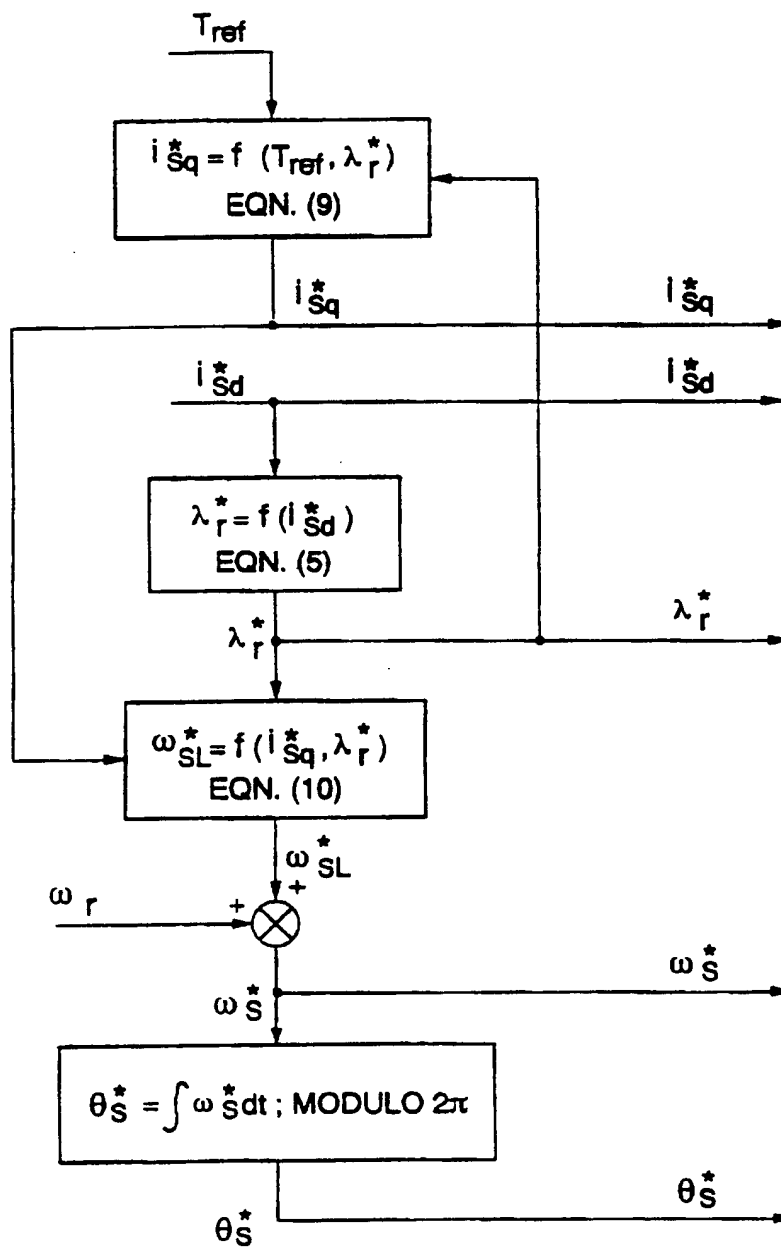 T_ref
i*_Sq = f (T_ref, λ*_r)
EQN. (9)
i*_Sq
i*_Sq
i*_Sd
i*_Sd
λ*_r = f (i*_Sd)
EQN. (5)
λ*_r
λ*_r
ω*_SL = f (i*_Sq, λ*_r)
EQN. (10)
ω*_SL
+
ω_r
+
ω*_S
ω*_S
θ*_S = ∫ ω*_S dt ; MODULO 2π
θ*_S
θ*_S